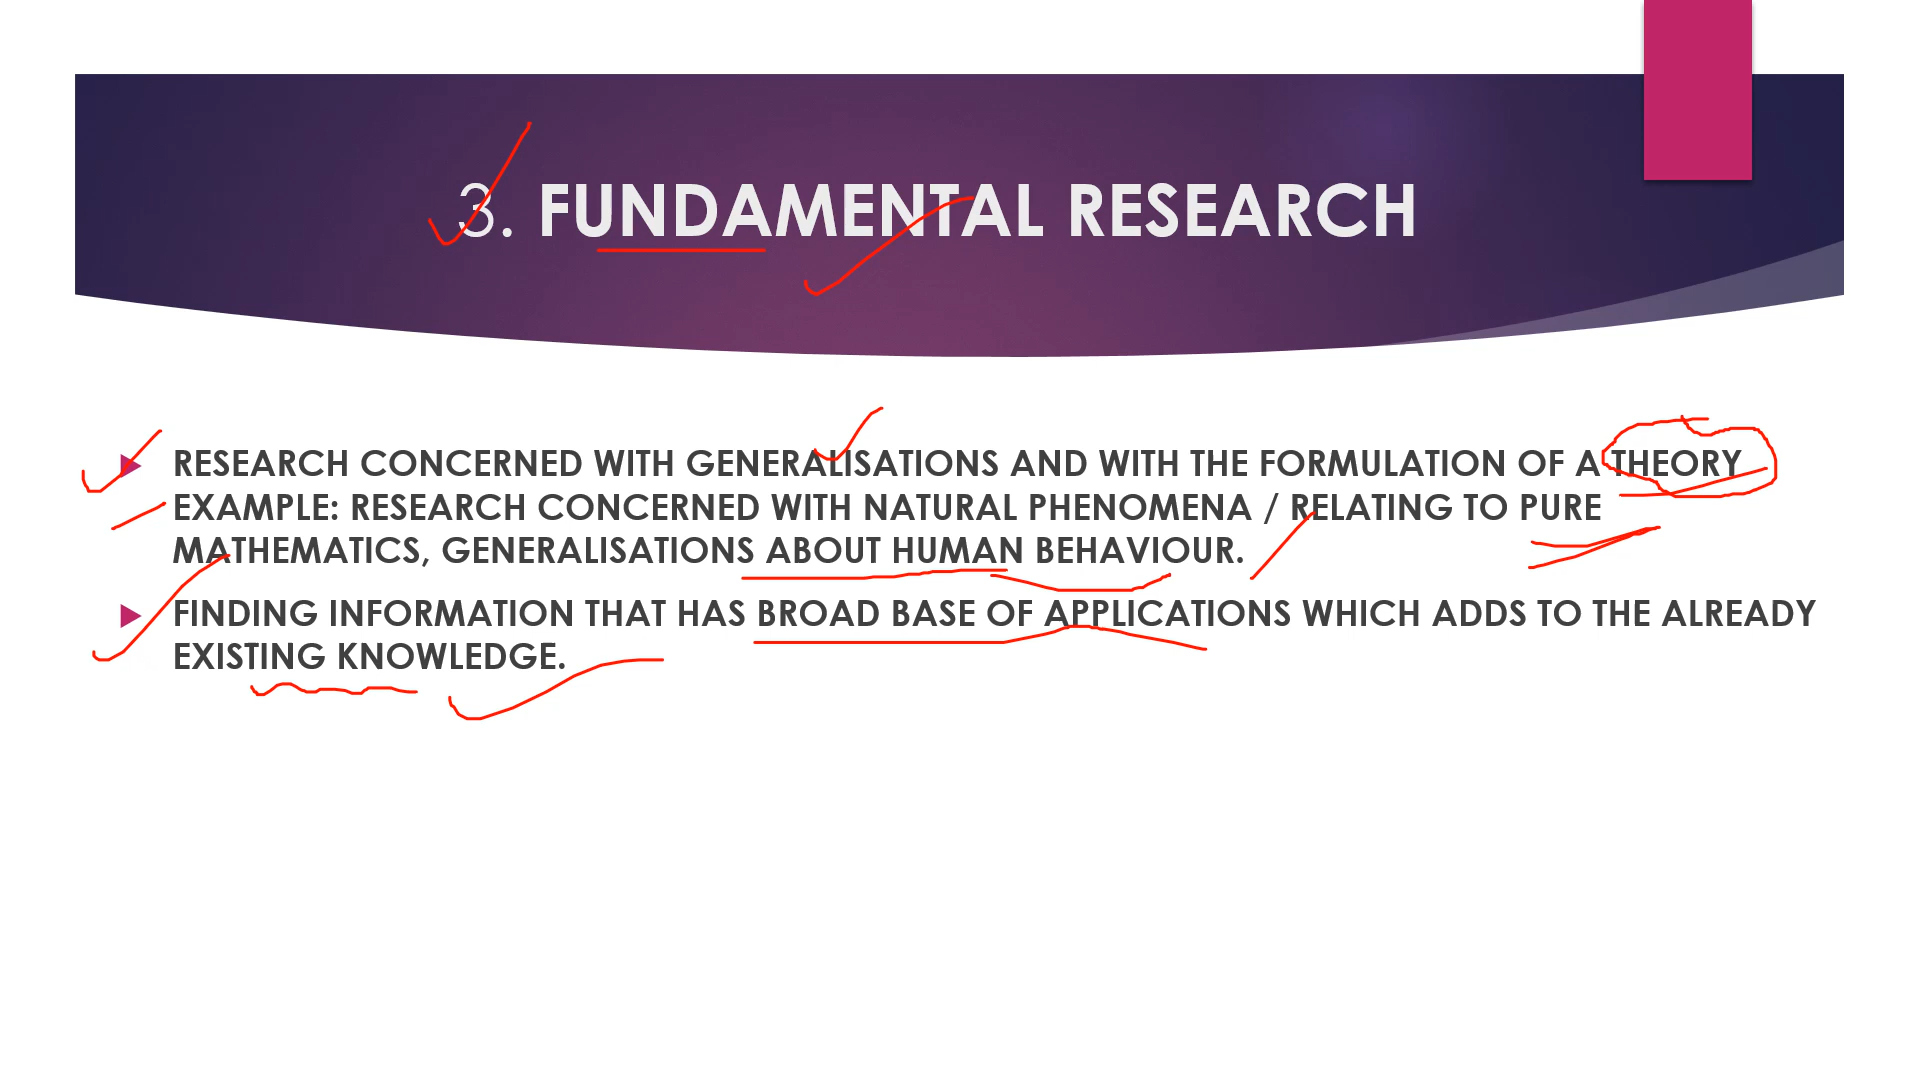 3. FUNDAMENTAL RESEARCH
RESEARCH CONCERNED WITH GENERALISATIONS AND WITH THE FORMULATION OF A THEORY
EXAMPLE: RESEARCH CONCERNED WITH NATURAL PHENOMENA / RELATING TO PURE
MATHEMATICS, GENERALISATIONS ABOUT HUMAN BEHAVIOUR.
FINDING INFORMATION THAT HAS BROAD BASE OF APPLICATIONS WHICH ADDS TO THE ALREADY
EXISTING KNOWLEDGE.